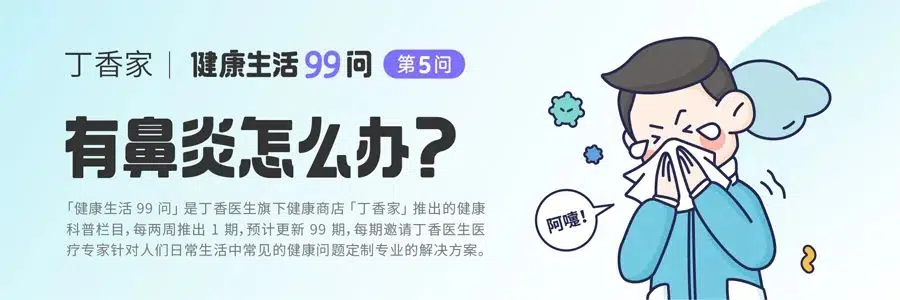 丁香家｜健康生活 99 问 第 5 问
有鼻炎怎么办?
「健康生活 99 问」是丁香医生旗下健康商店「丁香家」推出的健康
科普栏目,每两周推出 1 期,预计更新 99 期,每期邀请丁香医生医
疗专家针对人们日常生活中常见的健康问题定制专业的解决方案。
阿嚏!